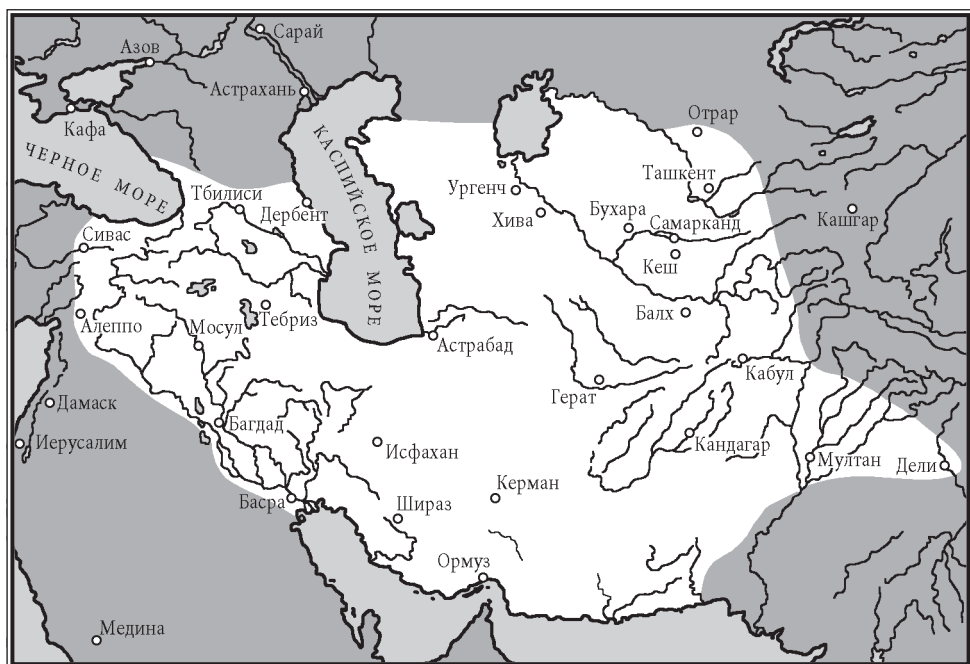 Сарай
Азов
Астрахань
Кафа
ЧЕРНОЕ МОРЕ
КАСПИЙСКОЕ МОРЕ
Отрар
Ташкент
Ургенч
Хива
Бухара
Самарканд
Кашгар
Кеш
Тбилиси
Дербент
Сивас
Балх
Алеппо
Мосул
Тебриз
Астрабад
Кабул
Герат
Дамаск
Багдад
Иерусалим
Исфахан
Кандагар
Мултан
Дели
Басра
Шираз
Керман
Ормуз
Медина